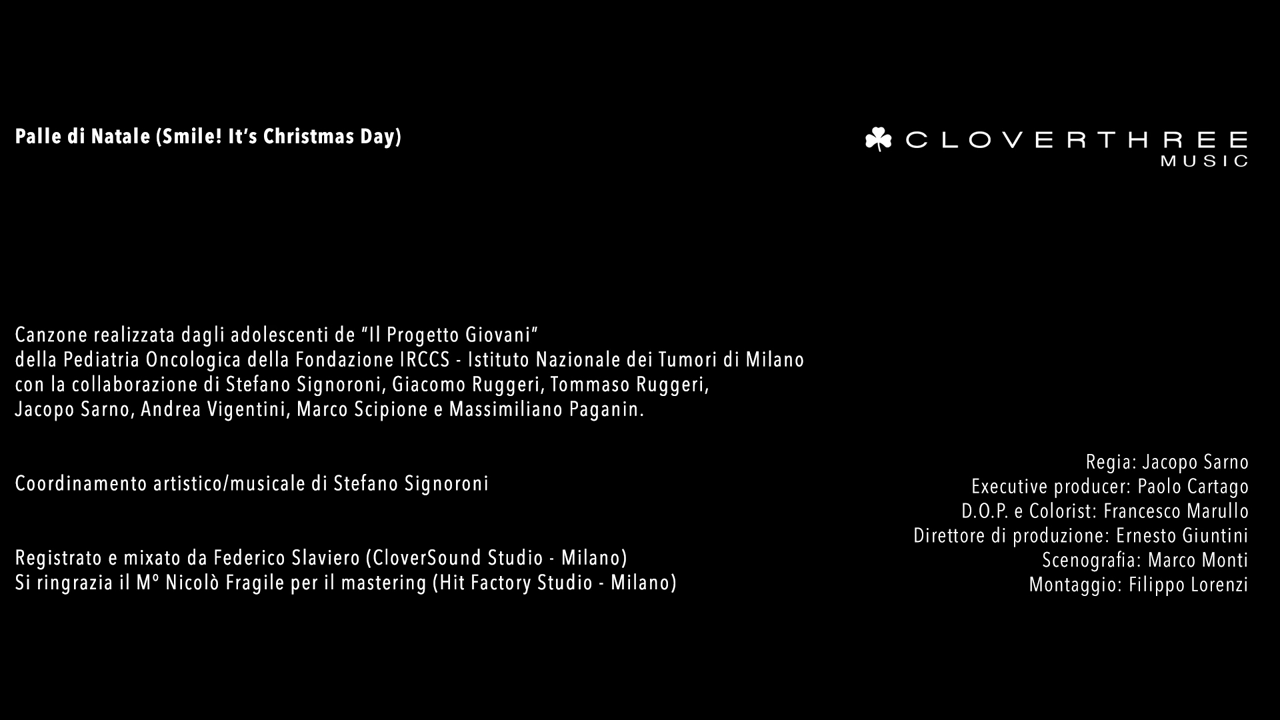 Palle di Natale (Smile! It's Christmas Day)
CLOVERTHREE
MUSIC
Canzone realizzata dagli adolescenti de “Il Progetto Giovani”
della Pediatria Oncologica della Fondazione IRCCS - Istituto Nazionale dei Tumori di Milano
con la collaborazione di Stefano Signoroni, Giacomo Ruggeri, Tommaso Ruggeri,
Jacopo Sarno, Andrea Vigentini, Marco Scipione e Massimiliano Paganin.
Coordinamento artistico/musicale di Stefano Signoroni
Registrato e mixato da Federico Slaviero (CloverSound Studio - Milano)
Si ringrazia il Mº Nicolò Fragile per il mastering (Hit Factory Studio - Milano)
Regia: Jacopo Sarno
Executive producer: Paolo Cartago
D.O.P. e Colorist: Francesco Marullo
Direttore di produzione: Ernesto Giuntini
Scenografia: Marco Monti
Montaggio: Filippo Lorenzi